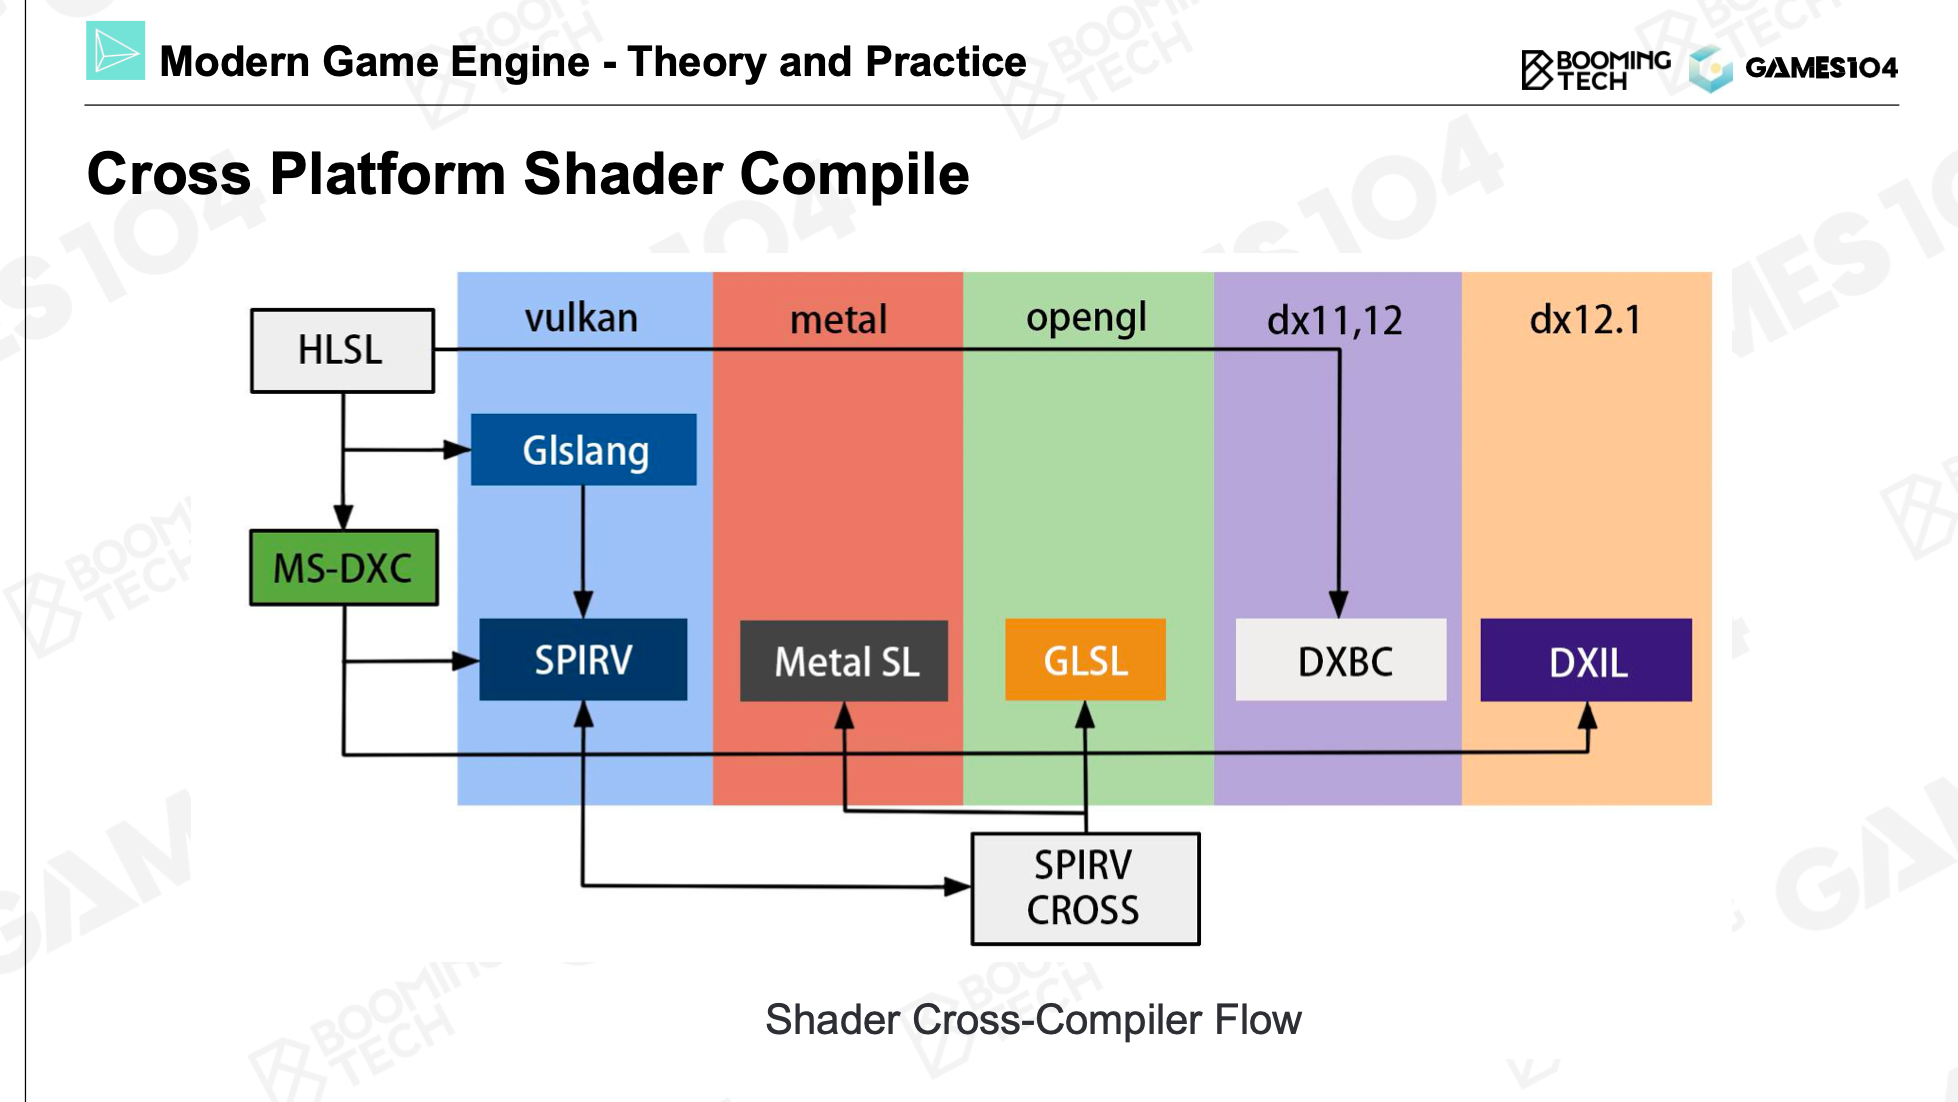 Modern Game Engine - Theory and Practice
BOOMING
TECH
GAMES104
Cross Platform Shader Compile
vulkan
metal
opengl
dx11,12
dx12.1
HLSL
Glslang
MS-DXC
SPIRV
Metal SL
GLSL
DXBC
DXIL
SPIRV
CROSS
Shader Cross-Compiler Flow